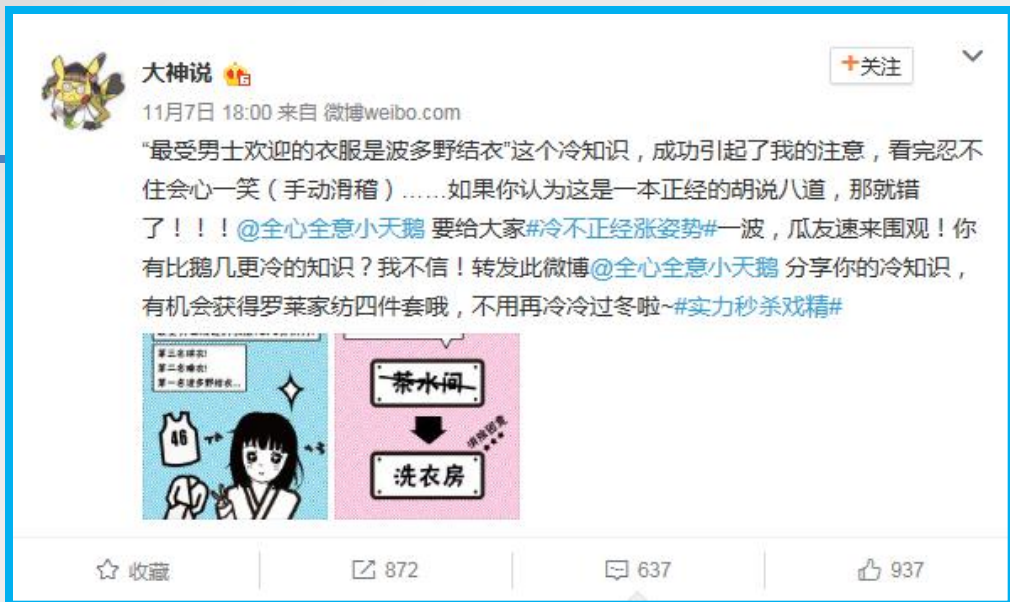 大神说
+关注
11月7日 18:00 来自 微博weibo.com
“最受男士欢迎的衣服是波多野结衣”这个冷知识，成功引起了我的注意，看完忍不
住会心一笑（手动滑稽）……如果你认为这是一本正经的胡说八道，那就错
了！！！@全心全意小天鹅 要给大家#冷不正经涨姿势#一波，瓜友速来围观！你
有比鹅几更冷的知识？我不信！转发此微博@全心全意小天鹅 分享你的冷知识，
有机会获得罗莱家纺四件套哦，不用再冷冷过冬啦~#实力秒杀戏精#
第三名球衣!
第二名睡衣!
第一名波多野结衣...
46
茶水间
洗衣房
收藏
872
637
937